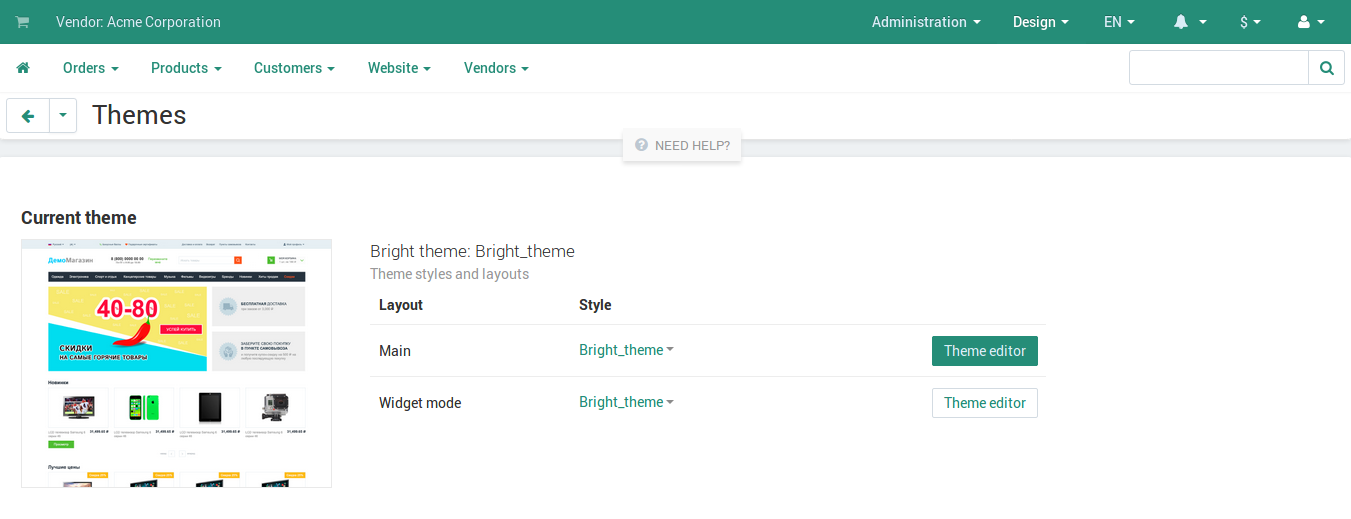 Vendor: Acme Corporation
Administration
Design
EN
$
Orders
Products
Customers
Website
Vendors
Themes
NEED HELP?
Current theme
ДемоМагазин
40-80
УСПЕЙ КУПИТЬ
СКИДКИ
НА САМЫЕ ГОРЯЧИЕ ТОВАРЫ
БЕСПЛАТНАЯ ДОСТАВКА
ЗАБЕРИТЕ СВОЮ ПОКУПКУ
В ПУНКТЕ САМОВЫВОЗА
Новинки
Лучшие цены
Bright theme: Bright_theme
Theme styles and layouts
Layout Style
Main Bright_theme Theme editor
Widget mode Bright_theme Theme editor